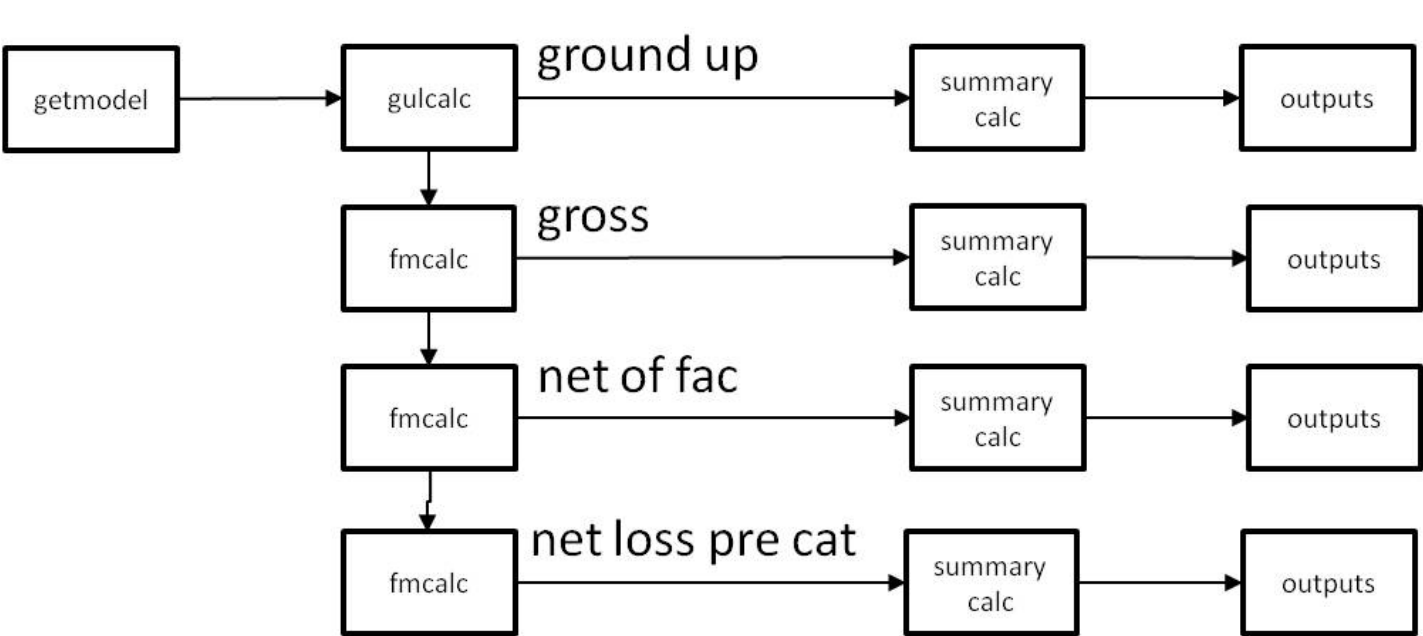 ground up
getmodel
gulcalc
summary
calc
outputs
gross
fmcalc
summary
calc
outputs
net of fac
fmcalc
summary
calc
outputs
net loss pre cat
fmcalc
summary
calc
outputs